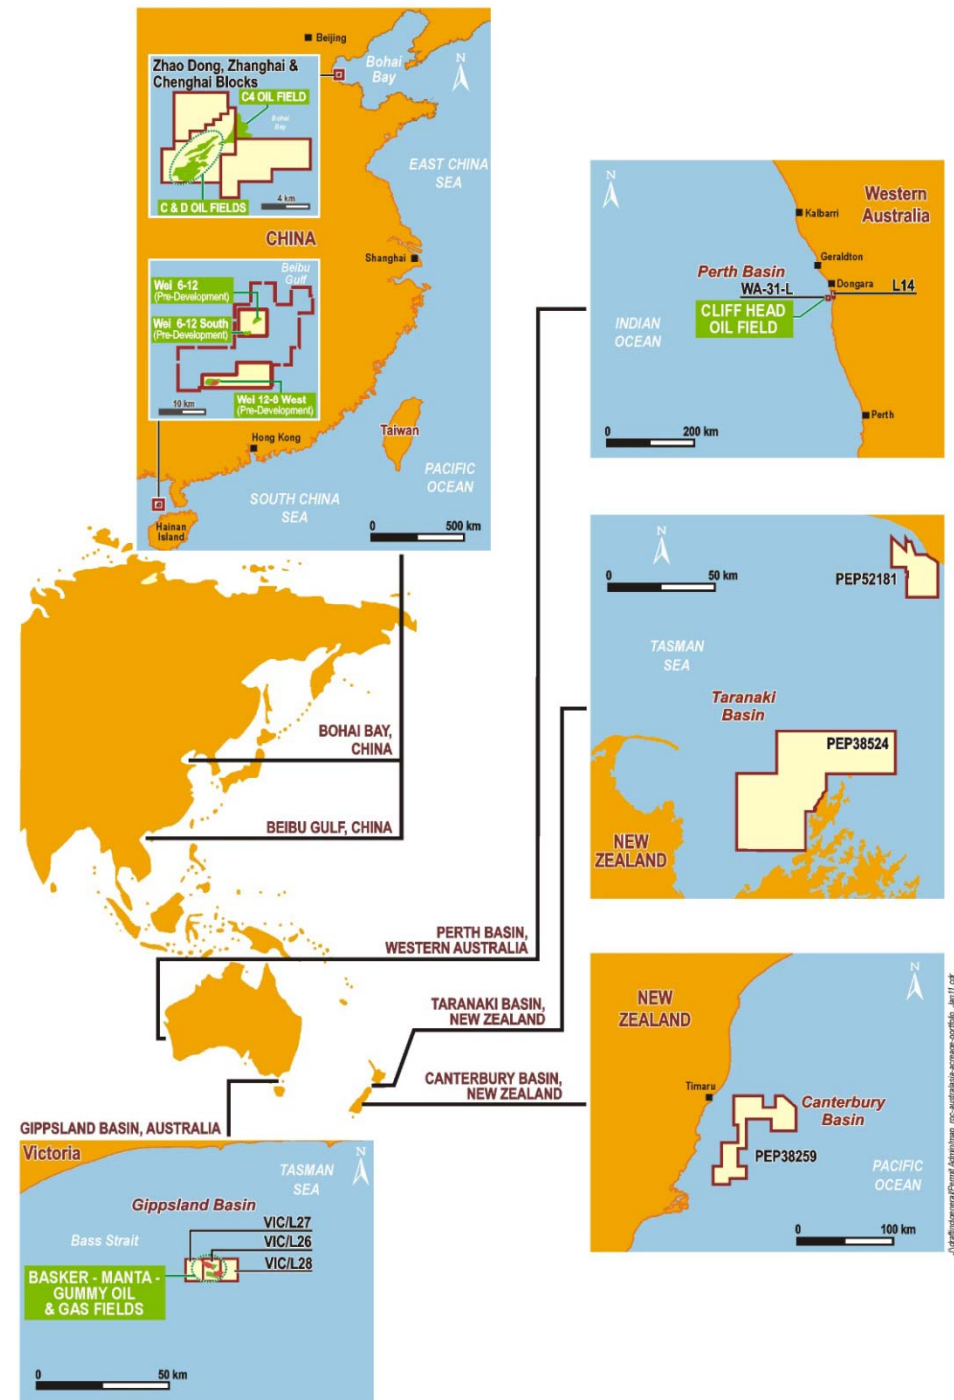 Beijing
Bohai
Bay
N
Zhao Dong, Zhanghai &
Chenghai Blocks
C4 OIL FIELD
Bohai
Bay
4 km
C & D OIL FIELDS
EAST CHINA
SEA
CHINA
Shanghai
Beibu
Gulf
Wei 6-12
(Pre-Development)
Wei 6-12 South
(Pre-Development)
Wei 12-8 West
(Pre-Development)
10 km
Taiwan
Hong Kong
PACIFIC
OCEAN
SOUTH CHINA
SEA
Hainan
Island
0 500 km
N
Western
Australia
Kalbarri
Geraldton
Perth Basin
Dongara
WA-31-L
L14
CLIFF HEAD
OIL FIELD
INDIAN
OCEAN
Perth
0 200 km
N
0 50 km
PEP52181
TASMAN
SEA
Taranaki
Basin
PEP38524
NEW
ZEALAND
BOHAI BAY,
CHINA
BEIBU GULF, CHINA
PERTH BASIN,
WESTERN AUSTRALIA
TARANAKI BASIN,
NEW ZEALAND
CANTERBURY BASIN,
NEW ZEALAND
GIPPSLAND BASIN, AUSTRALIA
N
NEW
ZEALAND
Timaru
Canterbury
Basin
PEP38259
PACIFIC
OCEAN
0 100 km
Victoria
TASMAN
SEA
N
Gippsland Basin
Bass Strait
VIC/L27
VIC/L26
VIC/L28
BASKER - MANTA -
GUMMY OIL
& GAS FIELDS
0 50 km